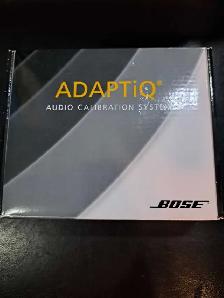 ADAPTiQ®
AUDIO CALIBRATION SYSTEM
BOSE